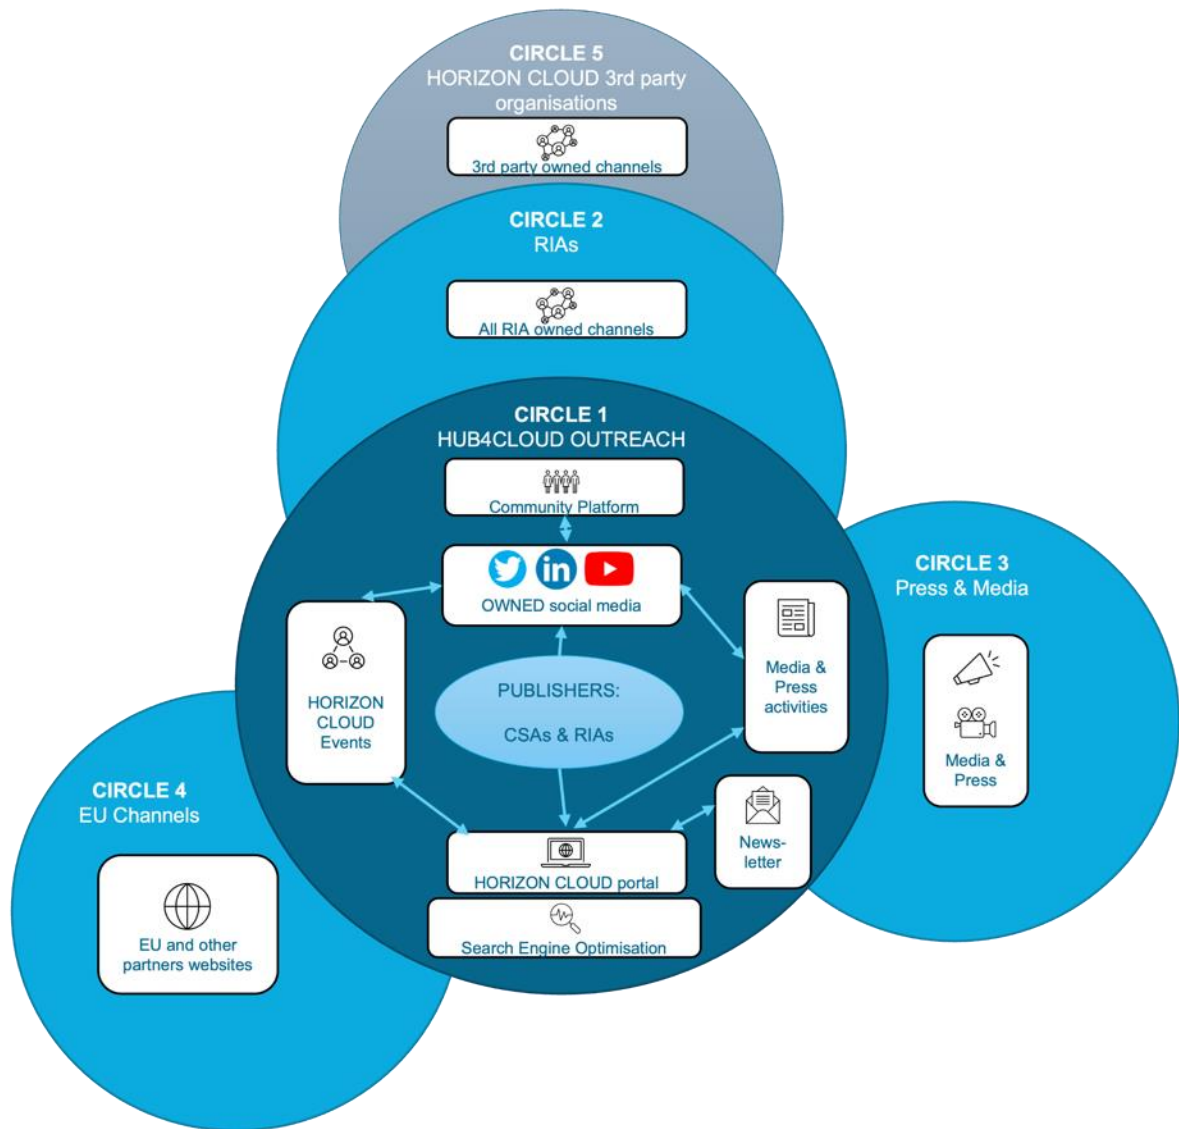 CIRCLE 5
HORIZON CLOUD 3rd party
organisations
3rd party owned channels
CIRCLE 2
RIAs
All RIA owned channels
CIRCLE 1
HUB4CLOUD OUTREACH
Community Platform
in
OWNED social media
HORIZON
CLOUD
Events
PUBLISHERS:
CSAs & RIAs
Media &
Press
activities
HORIZON CLOUD portal
News-
letter
Search Engine Optimisation
CIRCLE 3
Press & Media
Media &
Press
CIRCLE 4
EU Channels
EU and other
partners websites